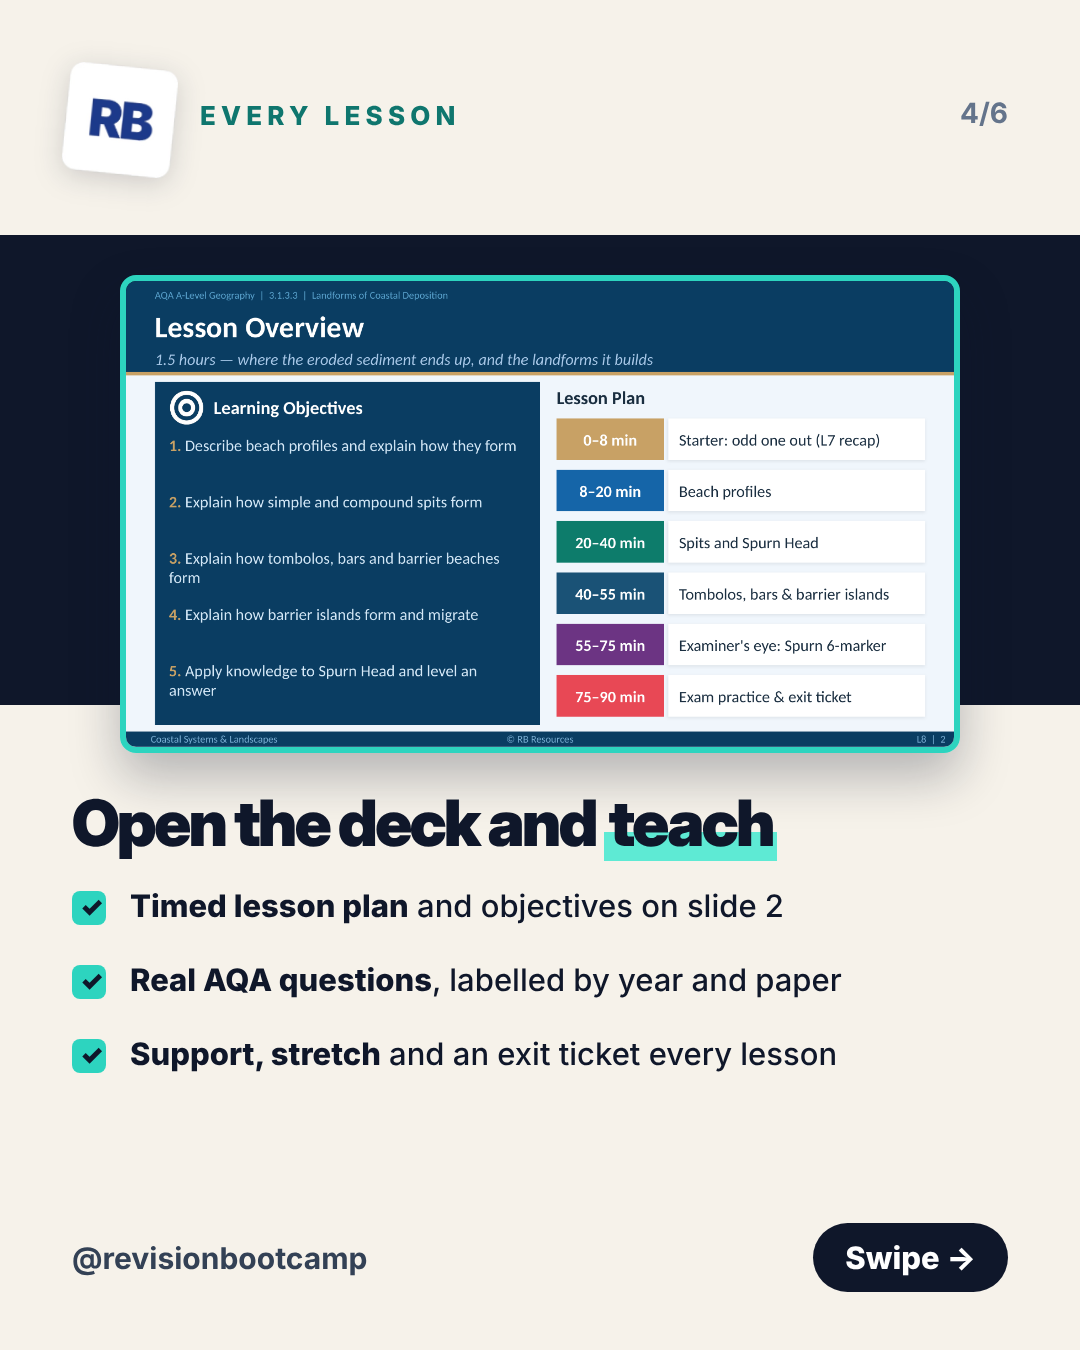 RB
EVERY LESSON
4/6
AQA A-Level Geography | 3.1.3.3 | Landforms of Coastal Deposition
Lesson Overview
1.5 hours — where the eroded sediment ends up, and the landforms it builds
Learning Objectives
1. Describe beach profiles and explain how they form
2. Explain how simple and compound spits form
3. Explain how tombolos, bars and barrier beaches
form
4. Explain how barrier islands form and migrate
5. Apply knowledge to Spurn Head and level an
answer
Lesson Plan
0–8 min Starter: odd one out (L7 recap)
8–20 min Beach profiles
20–40 min Spits and Spurn Head
40–55 min Tombolos, bars & barrier islands
55–75 min Examiner's eye: Spurn 6-marker
75–90 min Exam practice & exit ticket
Coastal Systems & Landscapes © RB Resources L8 | 2
Open the deck and teach
Timed lesson plan and objectives on slide 2
Real AQA questions, labelled by year and paper
Support, stretch and an exit ticket every lesson
@revisionbootcamp
Swipe →